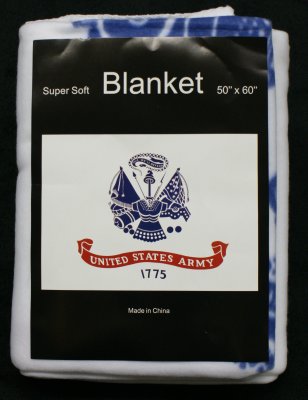 Super Soft Blanket 50" x 60"
UNITED STATES ARMY
1775
Made in China